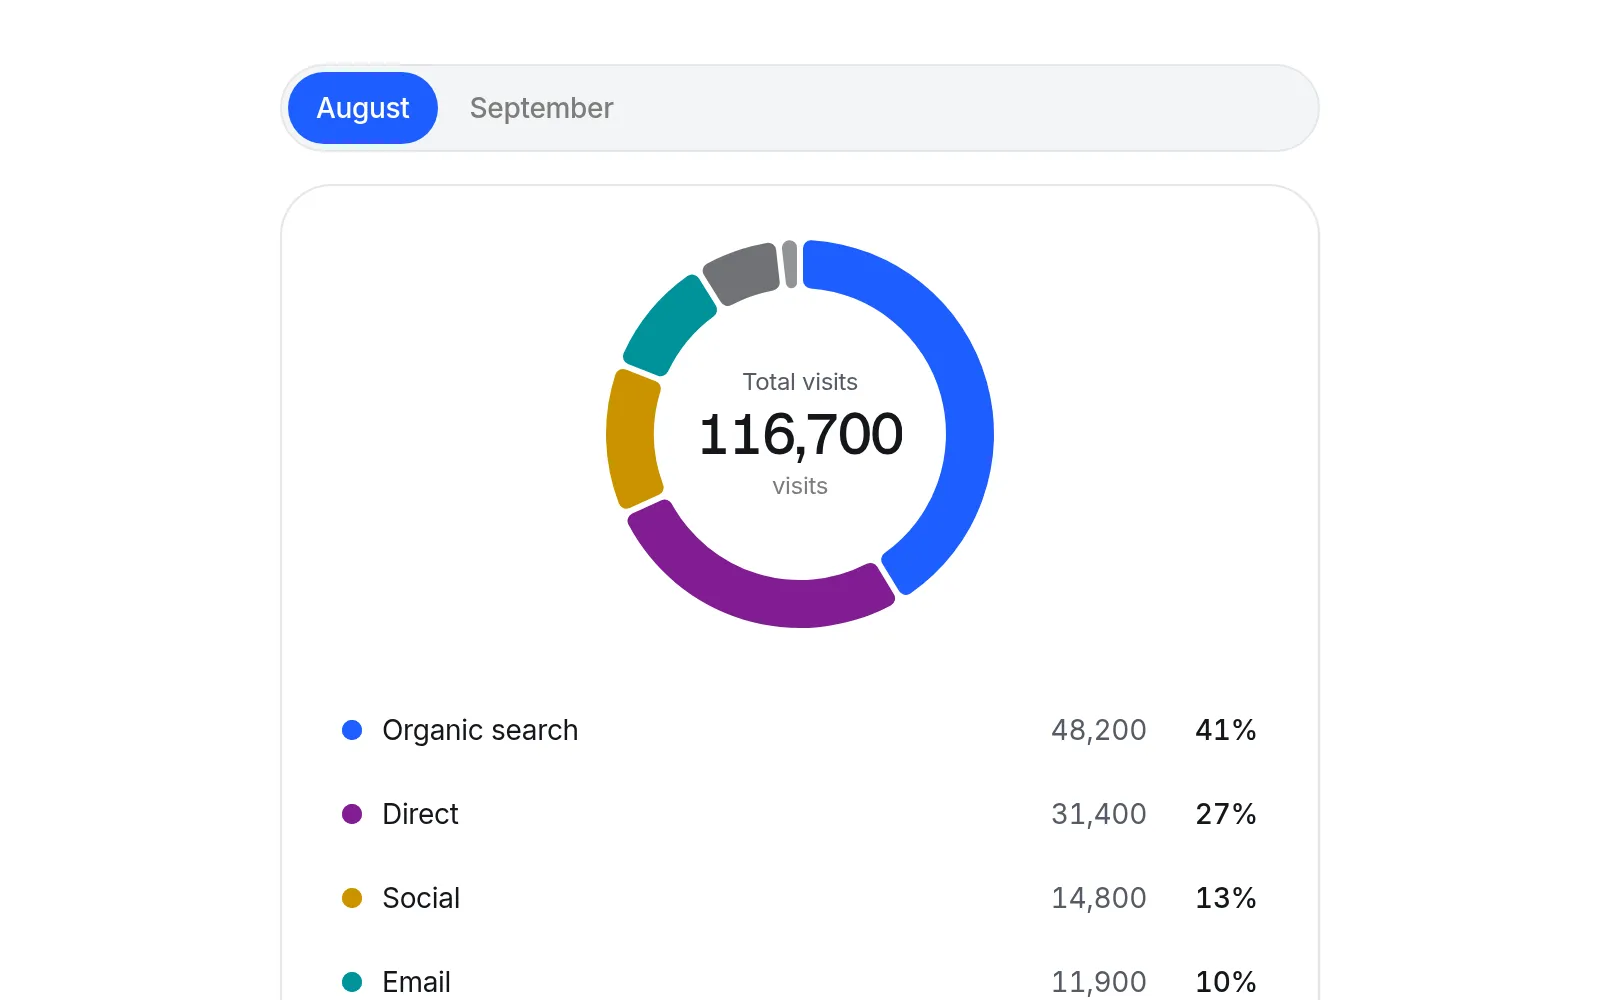 August September
Total visits
116,700
visits
Organic search 48,200 41%
Direct 31,400 27%
Social 14,800 13%
Email 11,900 10%